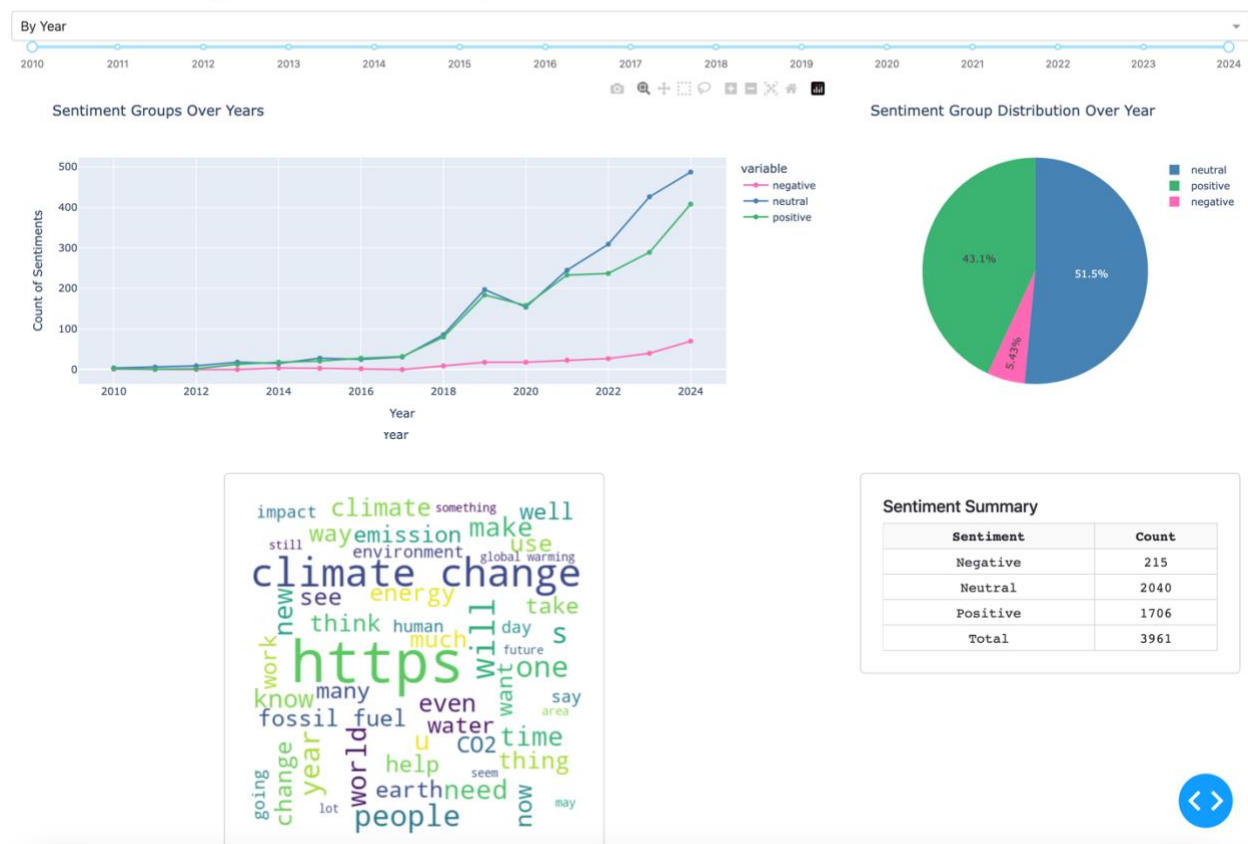 By Year
2010 2011 2012 2013 2014 2015 2016 2017 2018 2019 2020 2021 2022 2023 2024
Sentiment Groups Over Years
500
400
300
200
100
0
Count of Sentiments
2010 2012 2014 2016 2018 2020 2022 2024
Year
Year
variable
negative
neutral
positive
Sentiment Group Distribution Over Year
43.1%
51.5%
5.43%
neutral
positive
negative
impact climate something well
way emission make
still environment use
global warming
climate change
new see energy take
think human will day s
much
work https future one
know many want say
even area
fossil fuel water
u CO2 time
year world help thing
change seem
going earth need now
lot people may
Sentiment Summary
Sentiment Count
Negative 215
Neutral 2040
Positive 1706
Total 3961